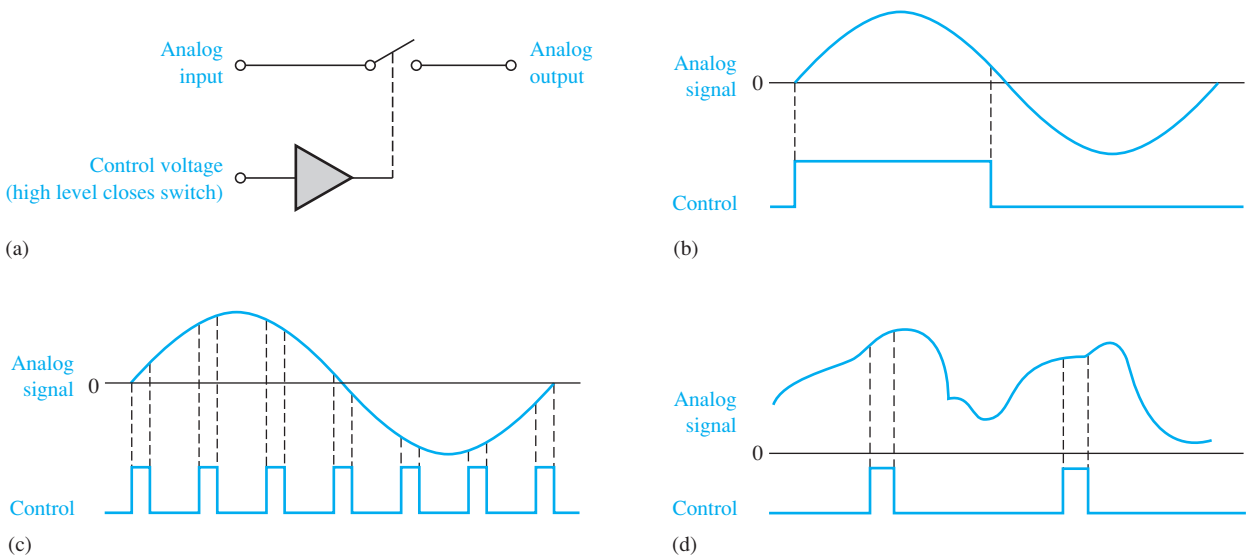 Analog
input
Analog
output
Control voltage
(high level closes switch)
(a)
Analog
signal
0
Control
(b)
Analog
signal
0
Control
(c)
Analog
signal
0
Control
(d)